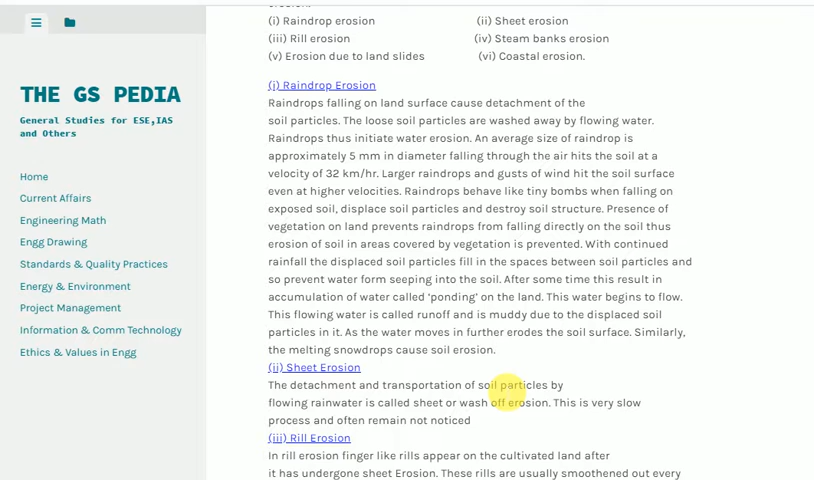 (i) Raindrop erosion (ii) Sheet erosion
(iii) Rill erosion (iv) Steam banks erosion
(v) Erosion due to land slides (vi) Coastal erosion.
THE GS PEDIA
General Studies for ESE,IAS
and Others
Home
Current Affairs
Engineering Math
Engg Drawing
Standards & Quality Practices
Energy & Environment
Project Management
Information & Comm Technology
Ethics & Values in Engg
(i) Raindrop Erosion
Raindrops falling on land surface cause detachment of the
soil particles. The loose soil particles are washed away by flowing water.
Raindrops thus initiate water erosion. An average size of raindrop is
approximately 5 mm in diameter falling through the air hits the soil at a
velocity of 32 km/hr. Larger raindrops and gusts of wind hit the soil surface
even at higher velocities. Raindrops behave like tiny bombs when falling on
exposed soil, displace soil particles and destroy soil structure. Presence of
vegetation on land prevents raindrops from falling directly on the soil thus
erosion of soil in areas covered by vegetation is prevented. With continued
rainfall the displaced soil particles fill in the spaces between soil particles and
so prevent water form seeping into the soil. After some time this result in
accumulation of water called ‘ponding’ on the land. This water begins to flow.
This flowing water is called runoff and is muddy due to the displaced soil
particles in it. As the water moves in further erodes the soil surface. Similarly,
the melting snowdrops cause soil erosion.
(ii) Sheet Erosion
The detachment and transportation of soil particles by
flowing rainwater is called sheet or wash off erosion. This is very slow
process and often remain not noticed
(iii) Rill Erosion
In rill erosion finger like rills appear on the cultivated land after
it has undergone sheet Erosion. These rills are usually smoothened out every